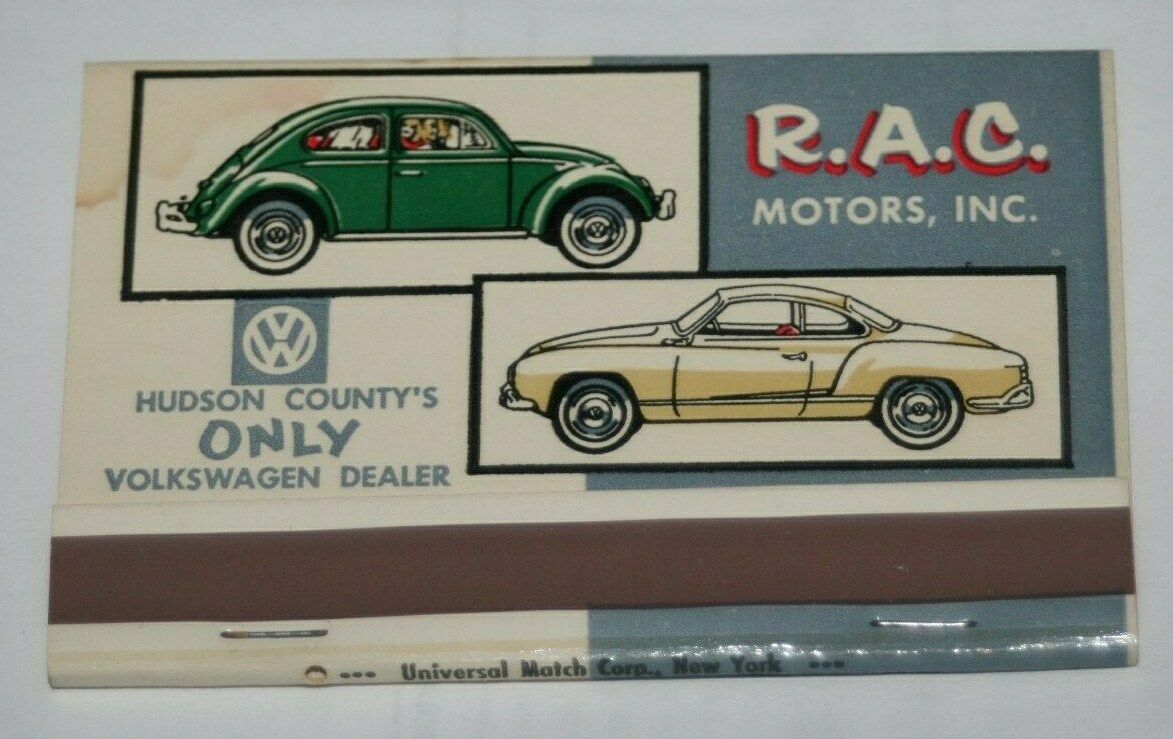 R.A.C.
MOTORS, INC.
VW
HUDSON COUNTY'S
ONLY
VOLKSWAGEN DEALER
--- Universal Match Corp., New York ---